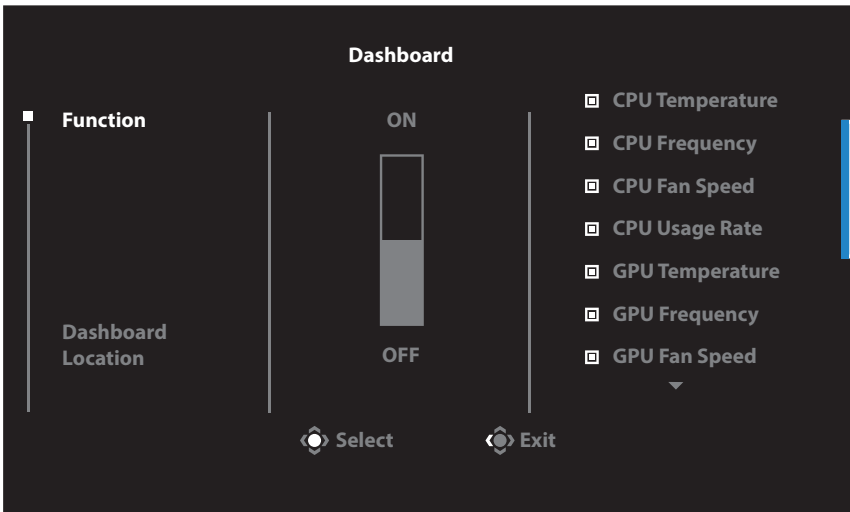 Dashboard
Function
Dashboard
Location
ON
OFF
CPU Temperature
CPU Frequency
CPU Fan Speed
CPU Usage Rate
GPU Temperature
GPU Frequency
GPU Fan Speed
Select
Exit